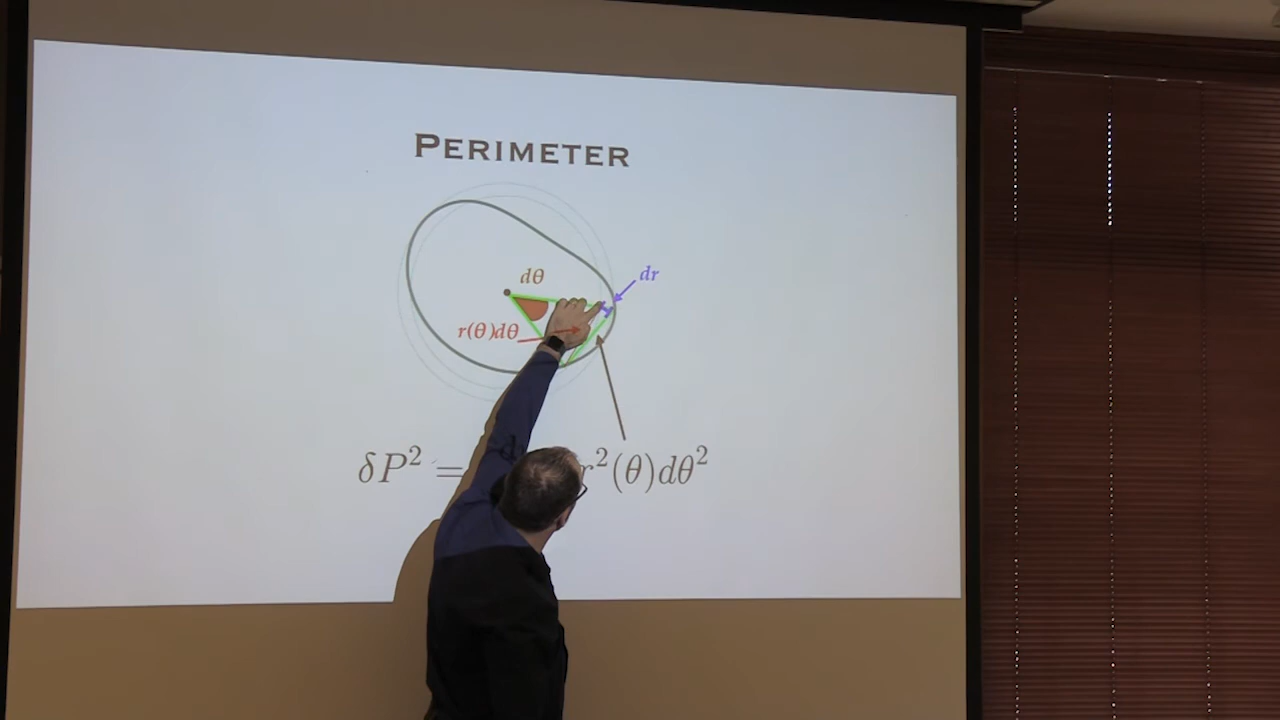 PERIMETER
dθ
dr
r(θ)dθ
δP² = r²(θ)dθ²